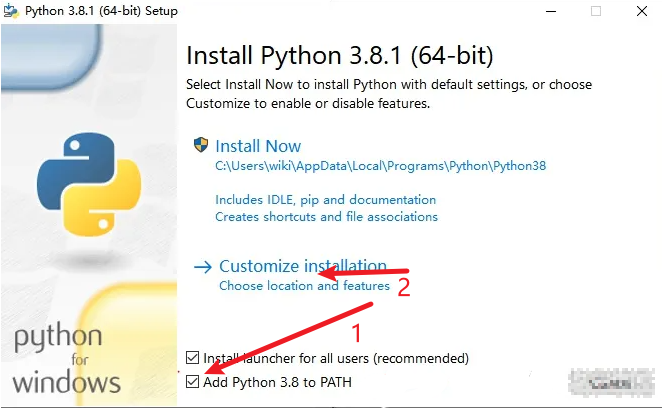 Python 3.8.1 (64-bit) Setup
Install Python 3.8.1 (64-bit)
Select Install Now to install Python with default settings, or choose
Customize to enable or disable features.
Install Now
C:\Users\wiki\AppData\Local\Programs\Python\Python38
Includes IDLE, pip and documentation
Creates shortcuts and file associations
Customize installation
Choose location and features
2
1
Install launcher for all users (recommended)
Add Python 3.8 to PATH
python
for
windows